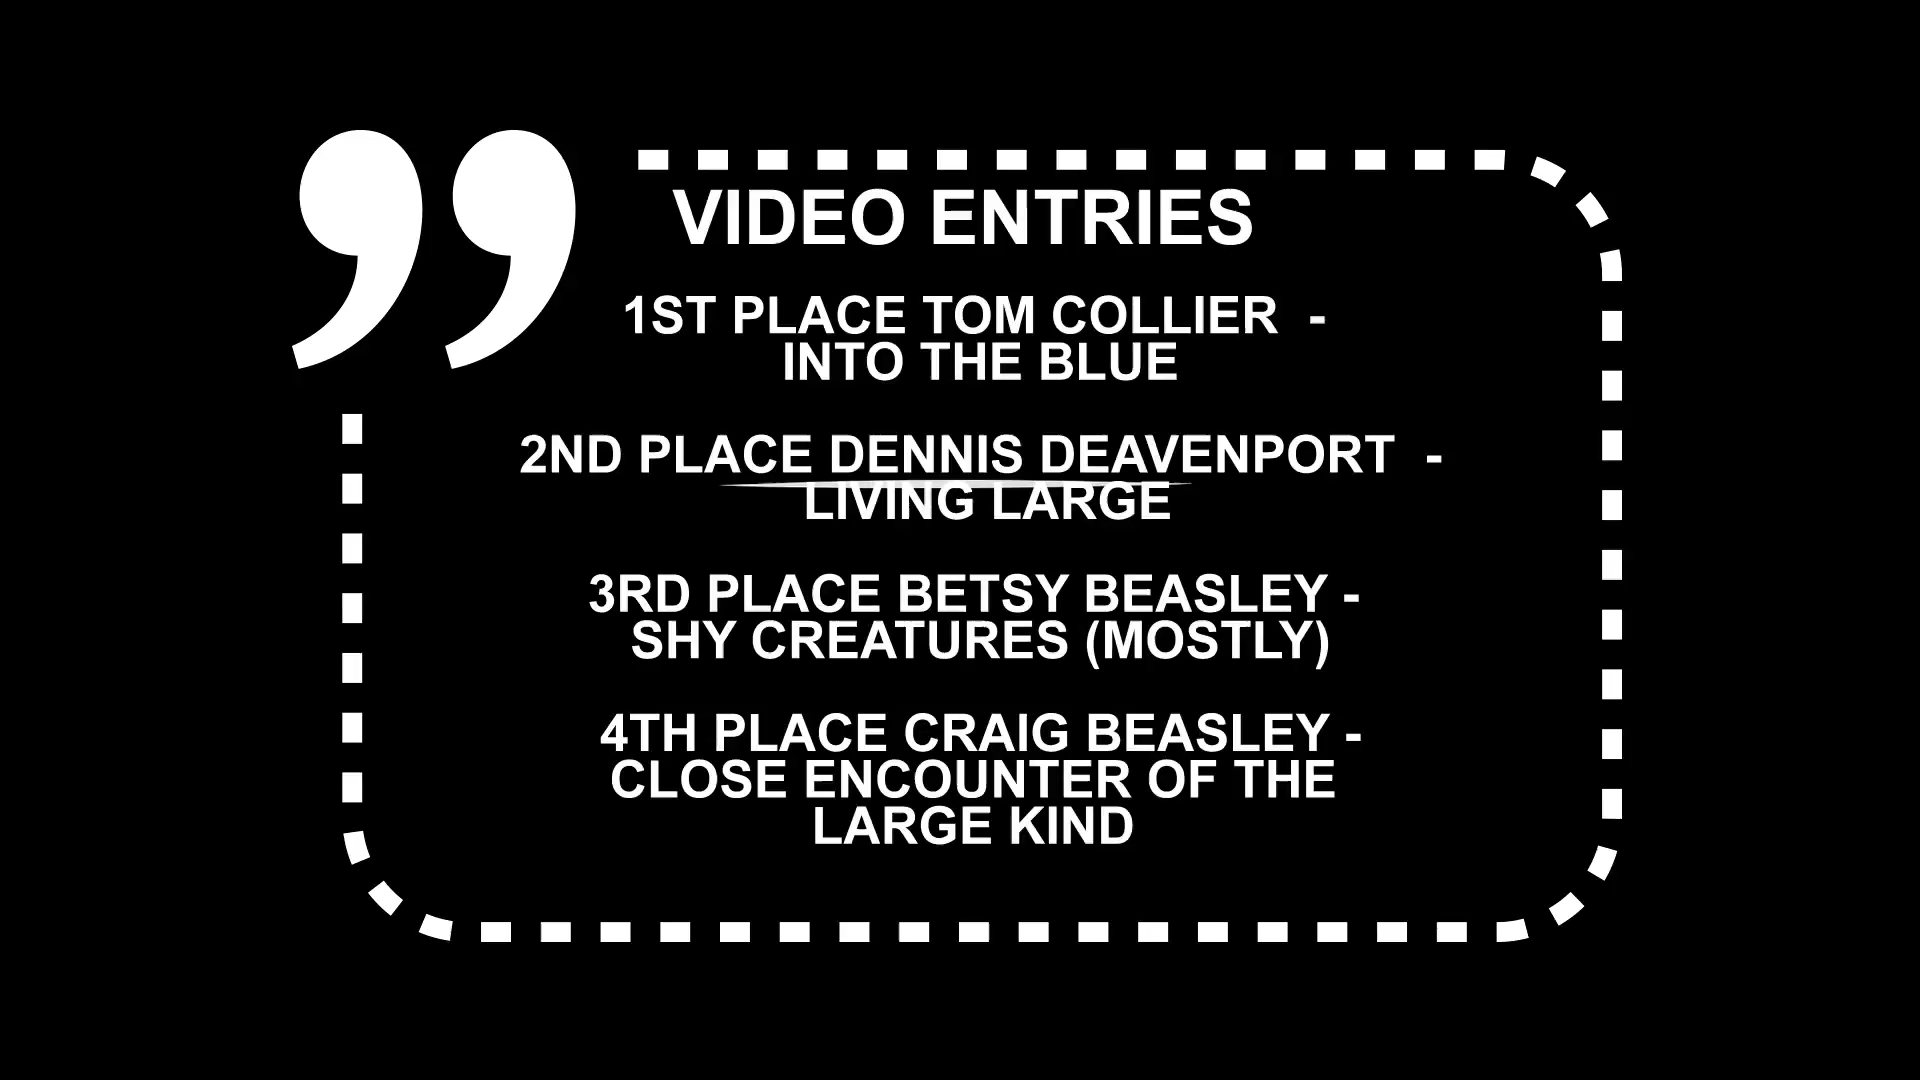 VIDEO ENTRIES
1ST PLACE TOM COLLIER -
INTO THE BLUE
2ND PLACE DENNIS DEAVENPORT -
LIVING LARGE
3RD PLACE BETSY BEASLEY -
SHY CREATURES (MOSTLY)
4TH PLACE CRAIG BEASLEY -
CLOSE ENCOUNTER OF THE
LARGE KIND